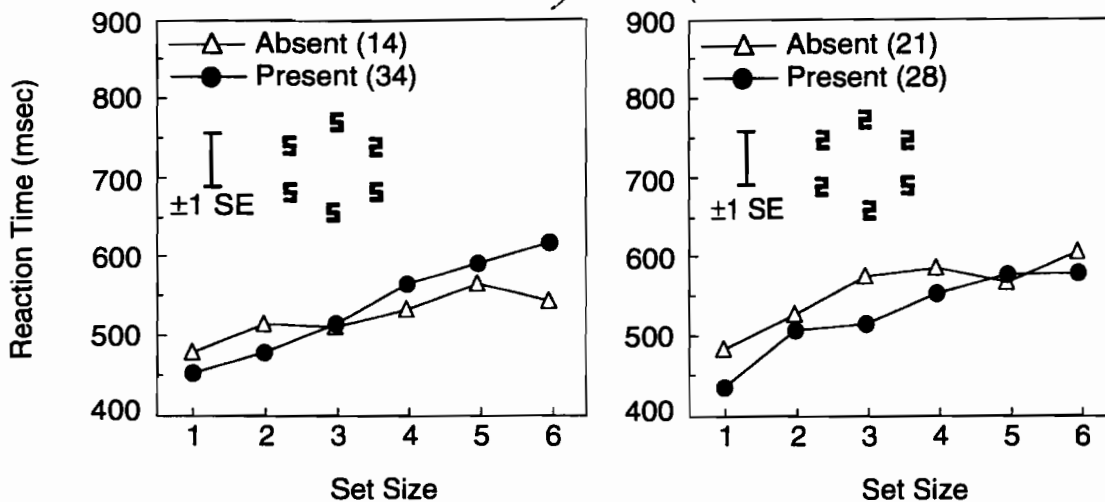 900
800
700
600
500
400
Reaction Time (msec)
Absent (14)
Present (34)
±1 SE
5
5
2
5
5
5
1 2 3 4 5 6
Set Size
900
800
700
600
500
400
Absent (21)
Present (28)
±1 SE
2
2
2
2
5
2
1 2 3 4 5 6
Set Size